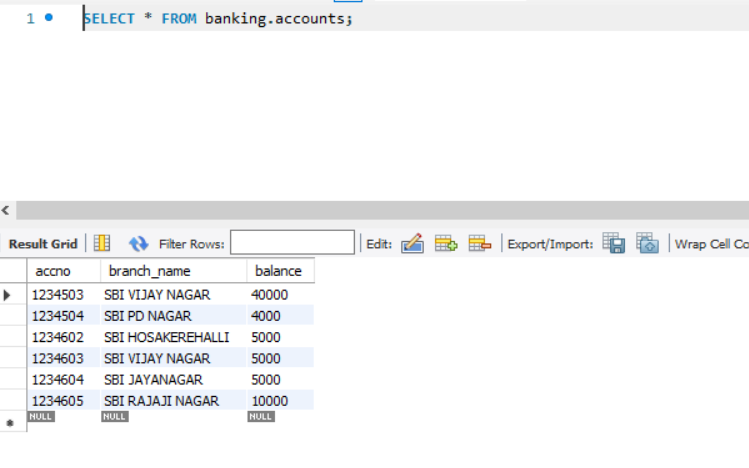 1 SELECT * FROM banking.accounts;
Result Grid Filter Rows: Edit: Export/Import: Wrap Cell Co
accno branch_name balance
1234503 SBI VIJAY NAGAR 40000
1234504 SBI PD NAGAR 4000
1234602 SBI HOSAKEREHALLI 5000
1234603 SBI VIJAY NAGAR 5000
1234604 SBI JAYANAGAR 5000
1234605 SBI RAJAJI NAGAR 10000
NULL NULL NULL